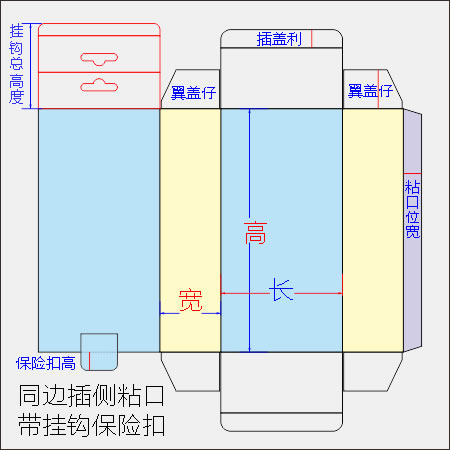 插盖利
挂钩总高度
翼盖仔
翼盖仔
粘口位宽
高
长
宽
保险扣高
同边插侧粘口
带挂钩保险扣